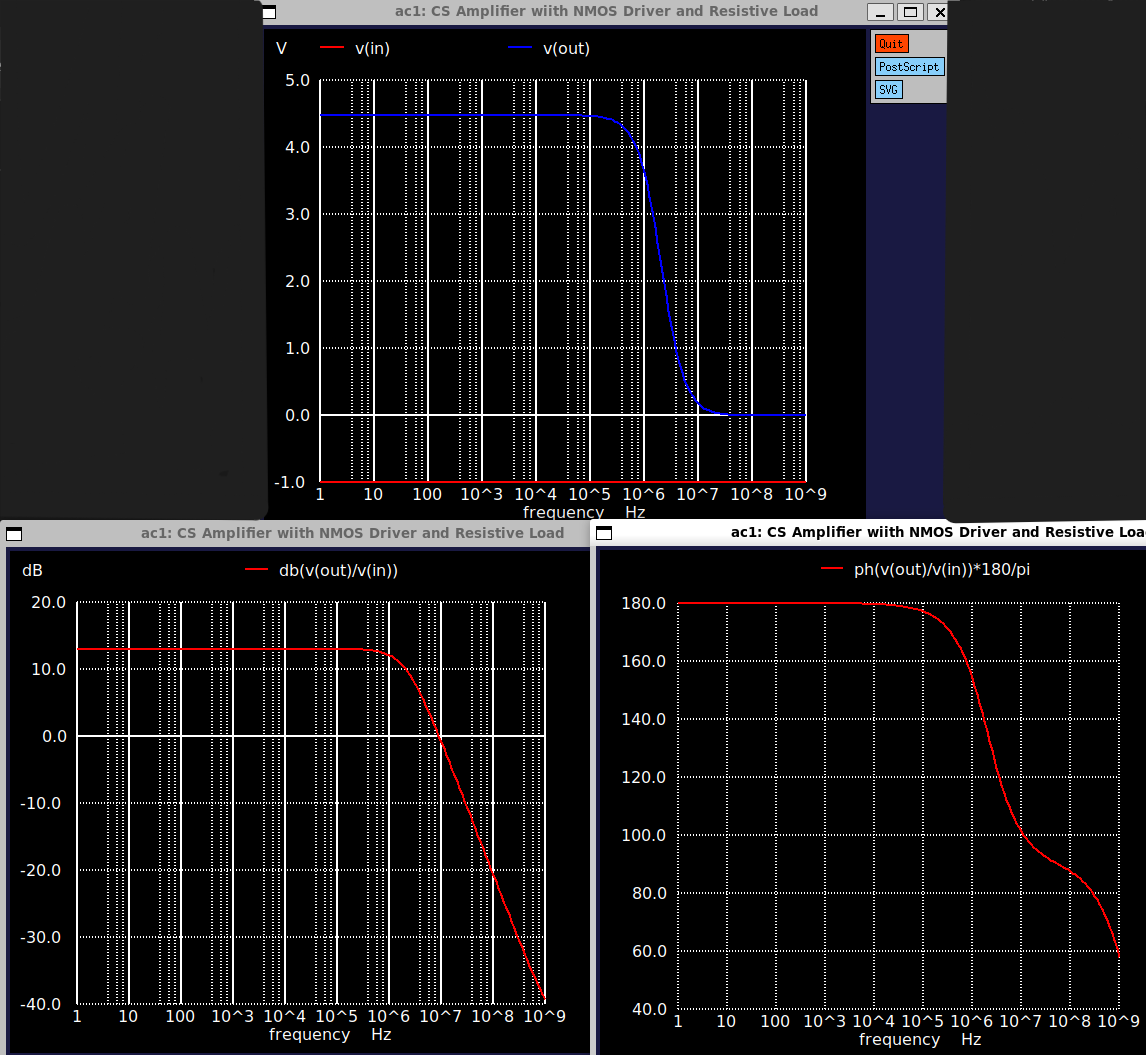 ac1: CS Amplifier wiith NMOS Driver and Resistive Load
Quit
PostScript
SVG
V v(in) v(out)
5.0
4.0
3.0
2.0
1.0
0.0
-1.0
1 10 100 10^3 10^4 10^5 10^6 10^7 10^8 10^9
frequency Hz
ac1: CS Amplifier wiith NMOS Driver and Resistive Load
dB db(v(out)/v(in))
20.0
10.0
0.0
-10.0
-20.0
-30.0
-40.0
1 10 100 10^3 10^4 10^5 10^6 10^7 10^8 10^9
frequency Hz
ac1: CS Amplifier wiith NMOS Driver and Resistive Loa
ph(v(out)/v(in))*180/pi
180.0
160.0
140.0
120.0
100.0
80.0
60.0
40.0
1 10 100 10^3 10^4 10^5 10^6 10^7 10^8 10^9
frequency Hz